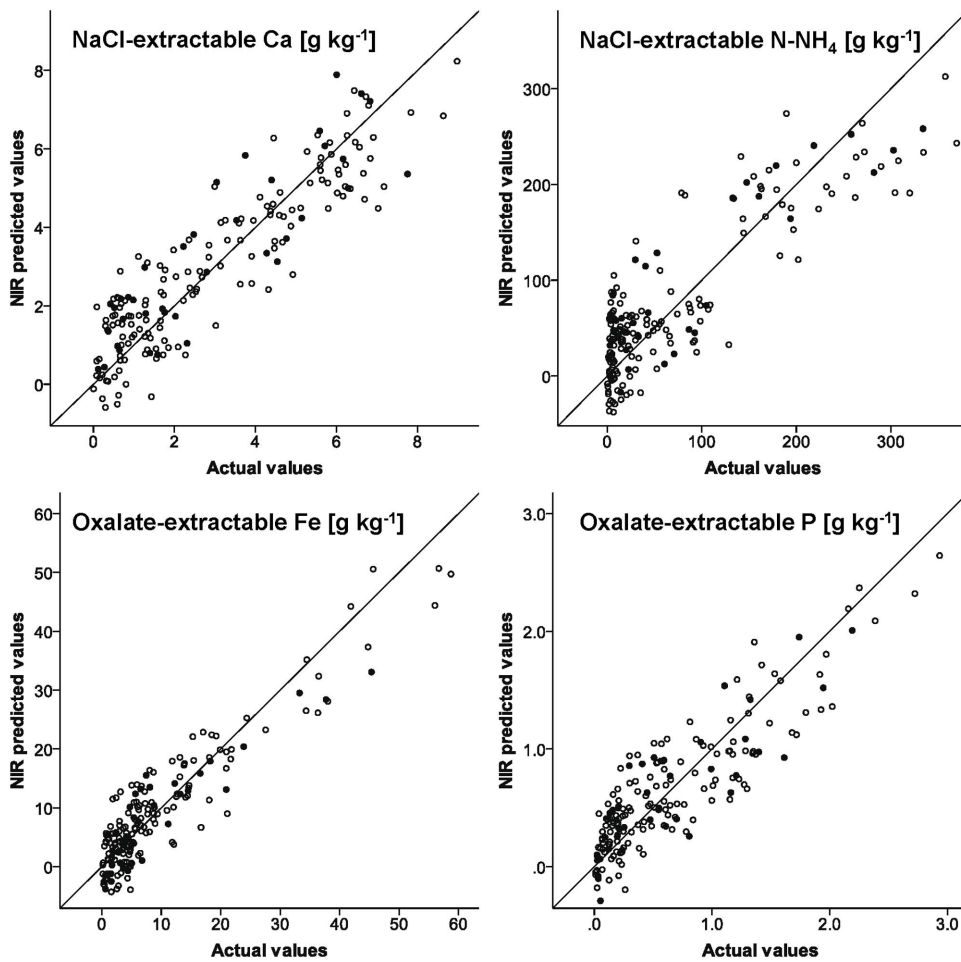 NaCl-extractable Ca [g kg⁻¹]
NIR predicted values
8
6
4
2
0
0 2 4 6 8
Actual values
NaCl-extractable N-NH₄ [g kg⁻¹]
NIR predicted values
300
200
100
0
0 100 200 300
Actual values
Oxalate-extractable Fe [g kg⁻¹]
NIR predicted values
60
50
40
30
20
10
0
0 10 20 30 40 50 60
Actual values
Oxalate-extractable P [g kg⁻¹]
NIR predicted values
3.0
2.0
1.0
.0
.0 1.0 2.0 3.0
Actual values